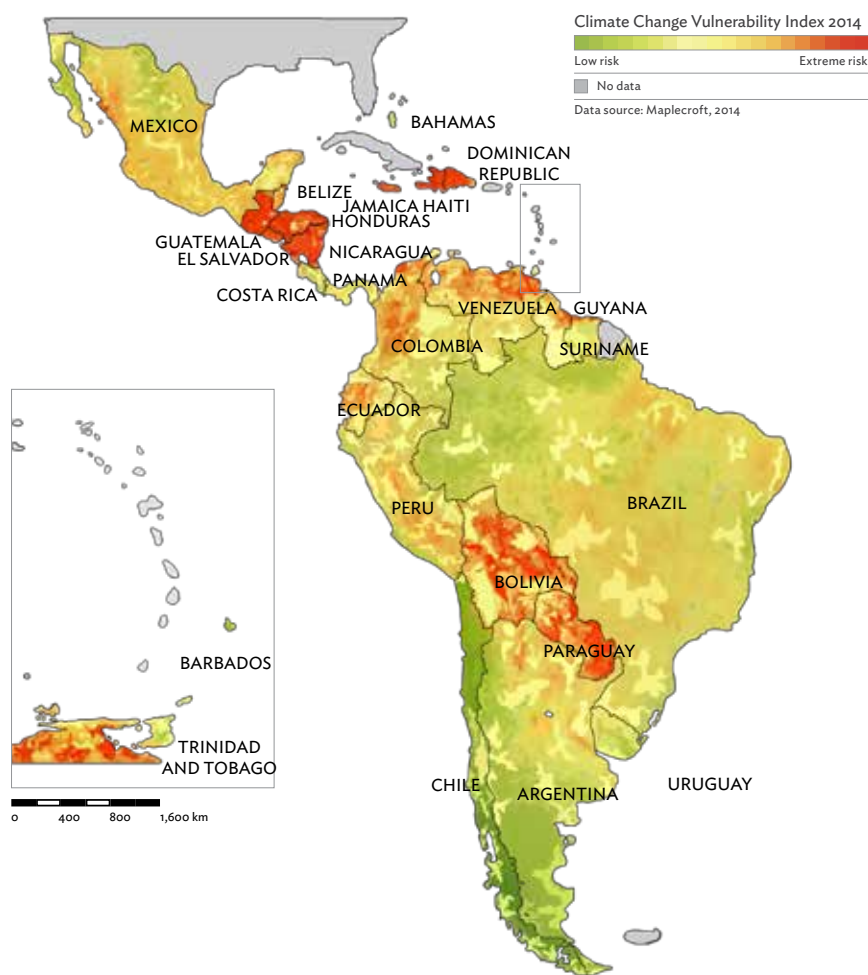 Climate Change Vulnerability Index 2014
Low risk Extreme risk
No data
Data source: Maplecroft, 2014
MEXICO
BAHAMAS
DOMINICAN
REPUBLIC
BELIZE
JAMAICA HAITI
HONDURAS
GUATEMALA
EL SALVADOR
NICARAGUA
PANAMA
COSTA RICA
VENEZUELA
GUYANA
COLOMBIA
SURINAME
ECUADOR
PERU
BRAZIL
BOLIVIA
PARAGUAY
BARBADOS
TRINIDAD
AND TOBAGO
CHILE
ARGENTINA
URUGUAY
0 400 800 1,600 km